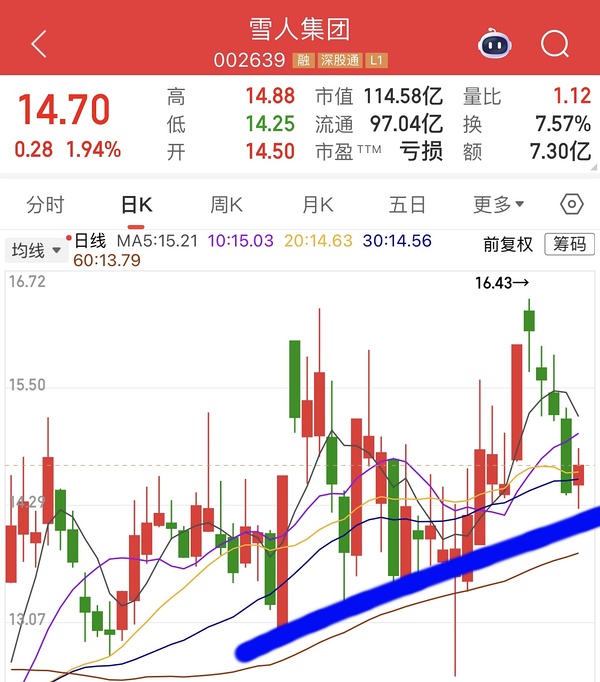 雪人集团
002639 融 深股通 L1
14.70
0.28 1.94%
高 14.88 市值 114.58亿 量比 1.12
低 14.25 流通 97.04亿 换 7.57%
开 14.50 市盈TTM 亏损 额 7.30亿
分时 日K 周K 月K 五日 更多
均线 日线 MA5:15.21 10:15.03 20:14.63 30:14.56 前复权 筹码
60:13.79
16.72
16.43→
15.50
14.29
13.07